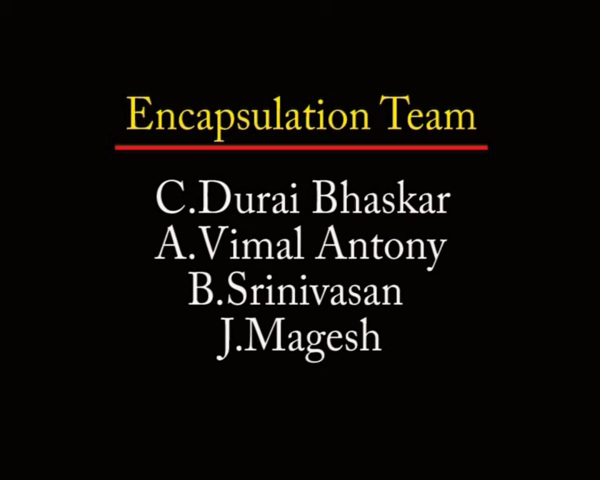 Encapsulation Team
C.Durai Bhaskar
A.Vimal Antony
B.Srinivasan
J.Magesh